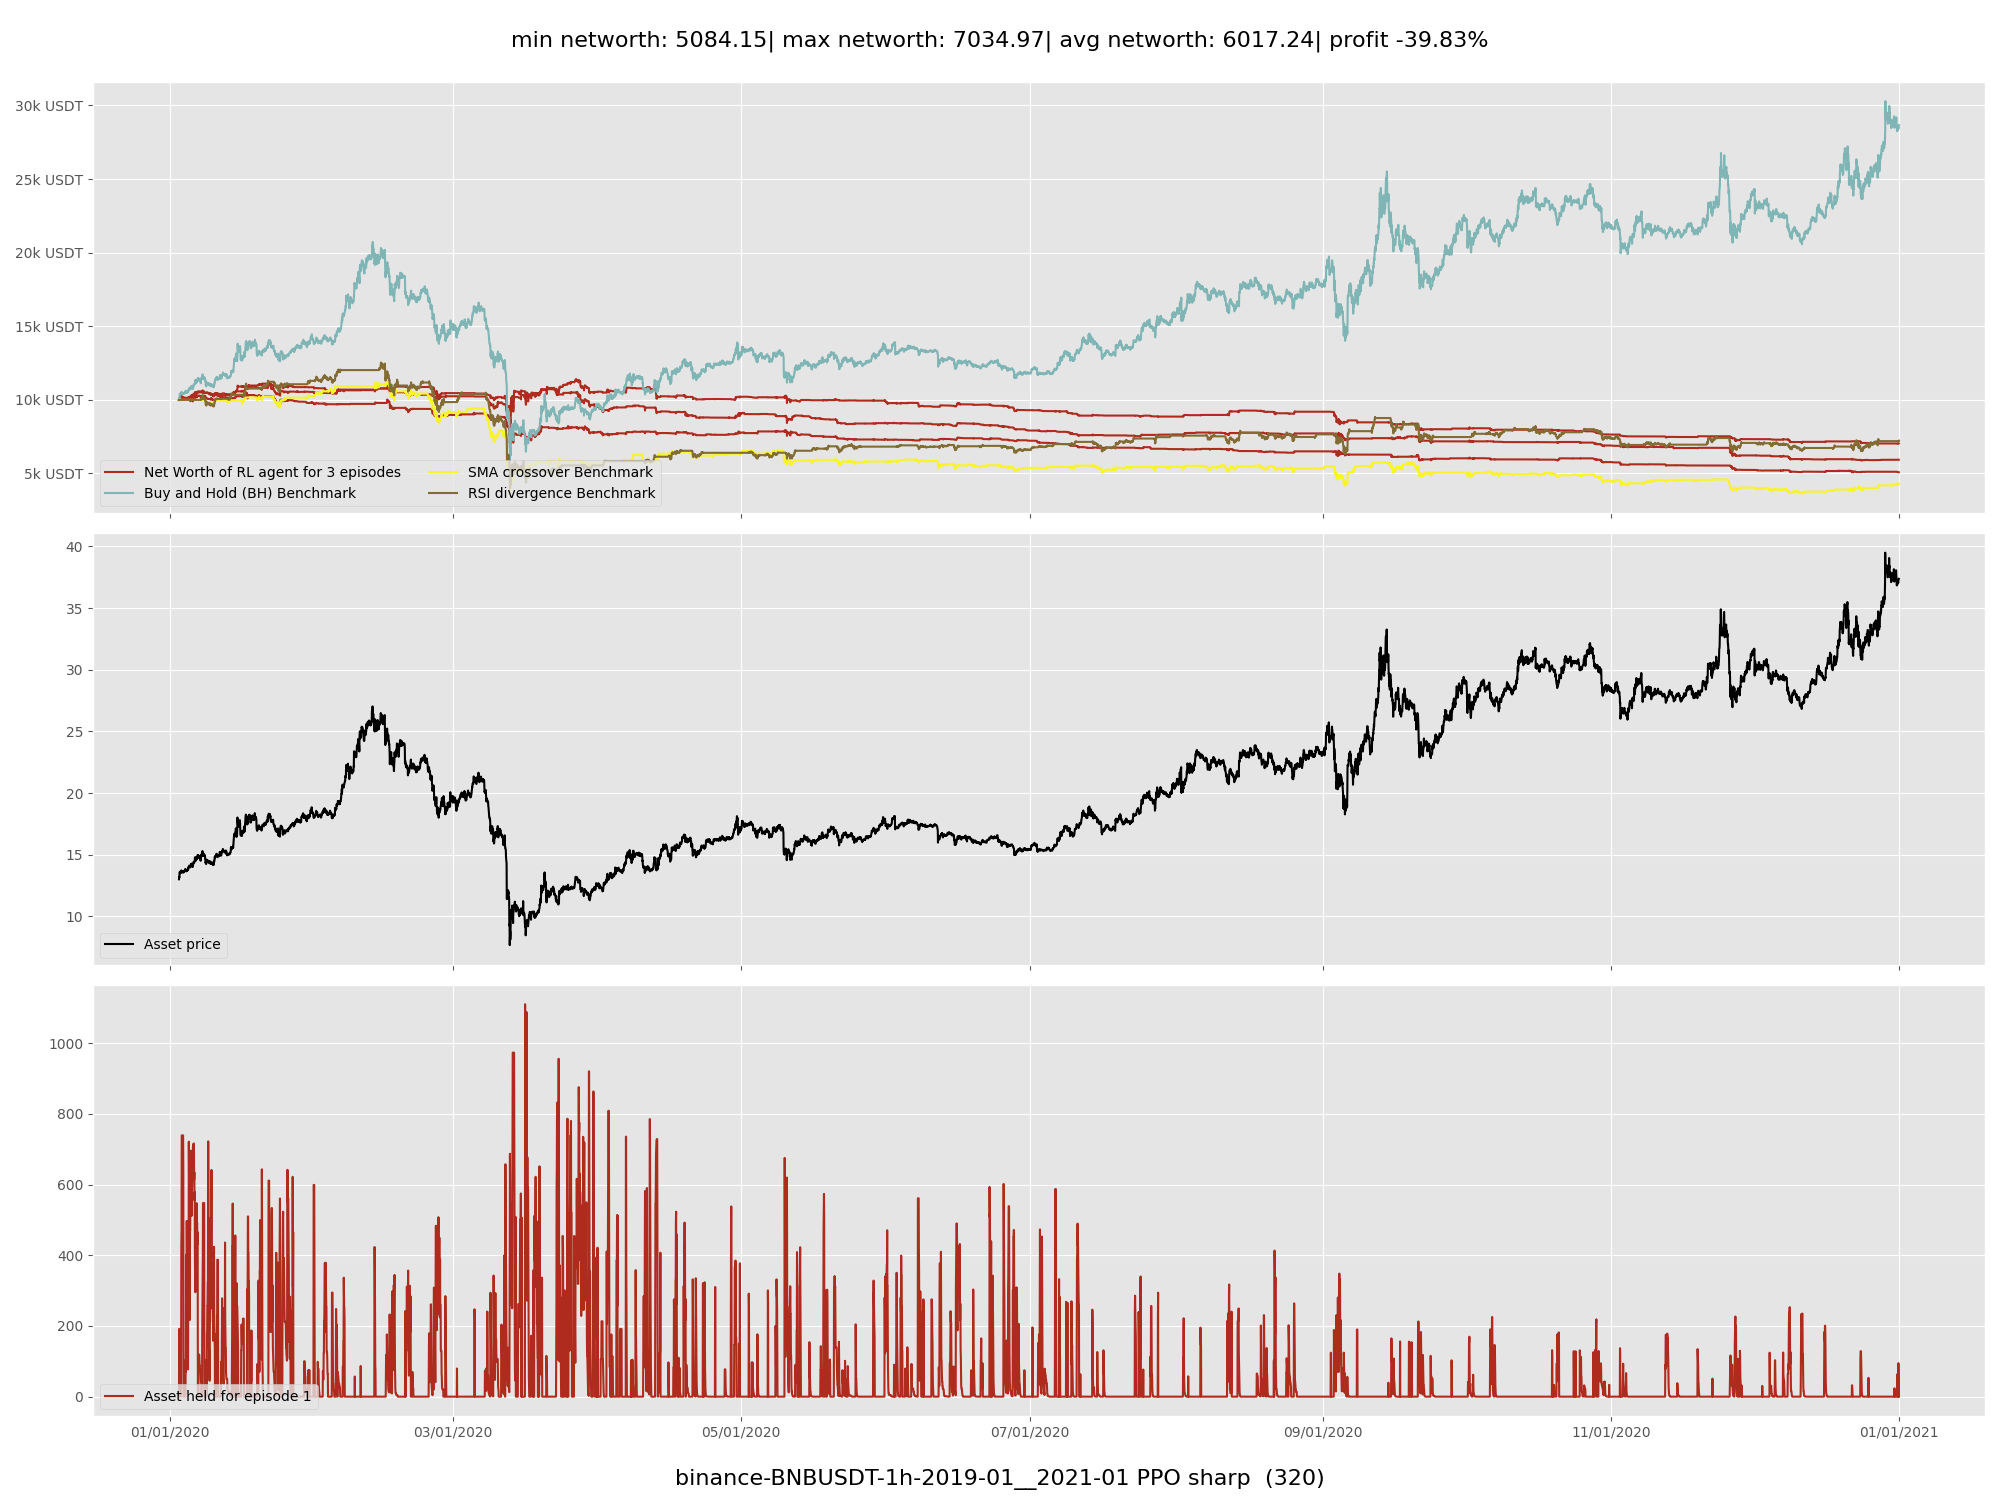 min networth: 5084.15| max networth: 7034.97| avg networth: 6017.24| profit -39.83%
30k USDT
25k USDT
20k USDT
15k USDT
10k USDT
5k USDT
Net Worth of RL agent for 3 episodes
Buy and Hold (BH) Benchmark
SMA crossover Benchmark
RSI divergence Benchmark
40
35
30
25
20
15
10
Asset price
1000
800
600
400
200
0
Asset held for episode 1
01/01/2020 03/01/2020 05/01/2020 07/01/2020 09/01/2020 11/01/2020 01/01/2021
binance-BNBUSDT-1h-2019-01__2021-01 PPO sharp (320)